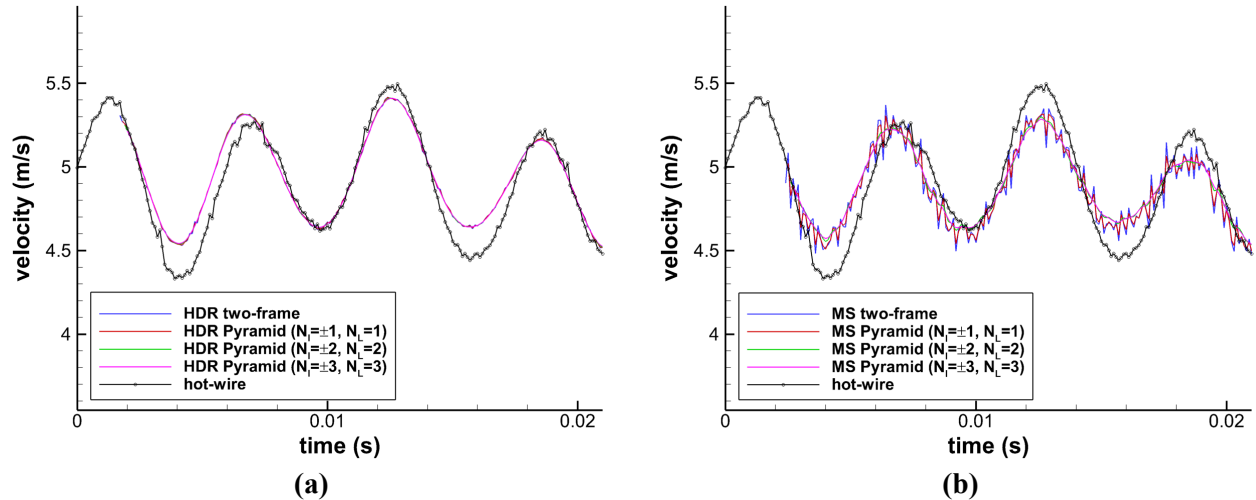 velocity (m/s)
5.5
5
4.5
4
HDR two-frame
HDR Pyramid (N_I=±1, N_L=1)
HDR Pyramid (N_I=±2, N_L=2)
HDR Pyramid (N_I=±3, N_L=3)
hot-wire
0 0.01 0.02
time (s)
(a)
velocity (m/s)
5.5
5
4.5
4
MS two-frame
MS Pyramid (N_I=±1, N_L=1)
MS Pyramid (N_I=±2, N_L=2)
MS Pyramid (N_I=±3, N_L=3)
hot-wire
0 0.01 0.02
time (s)
(b)